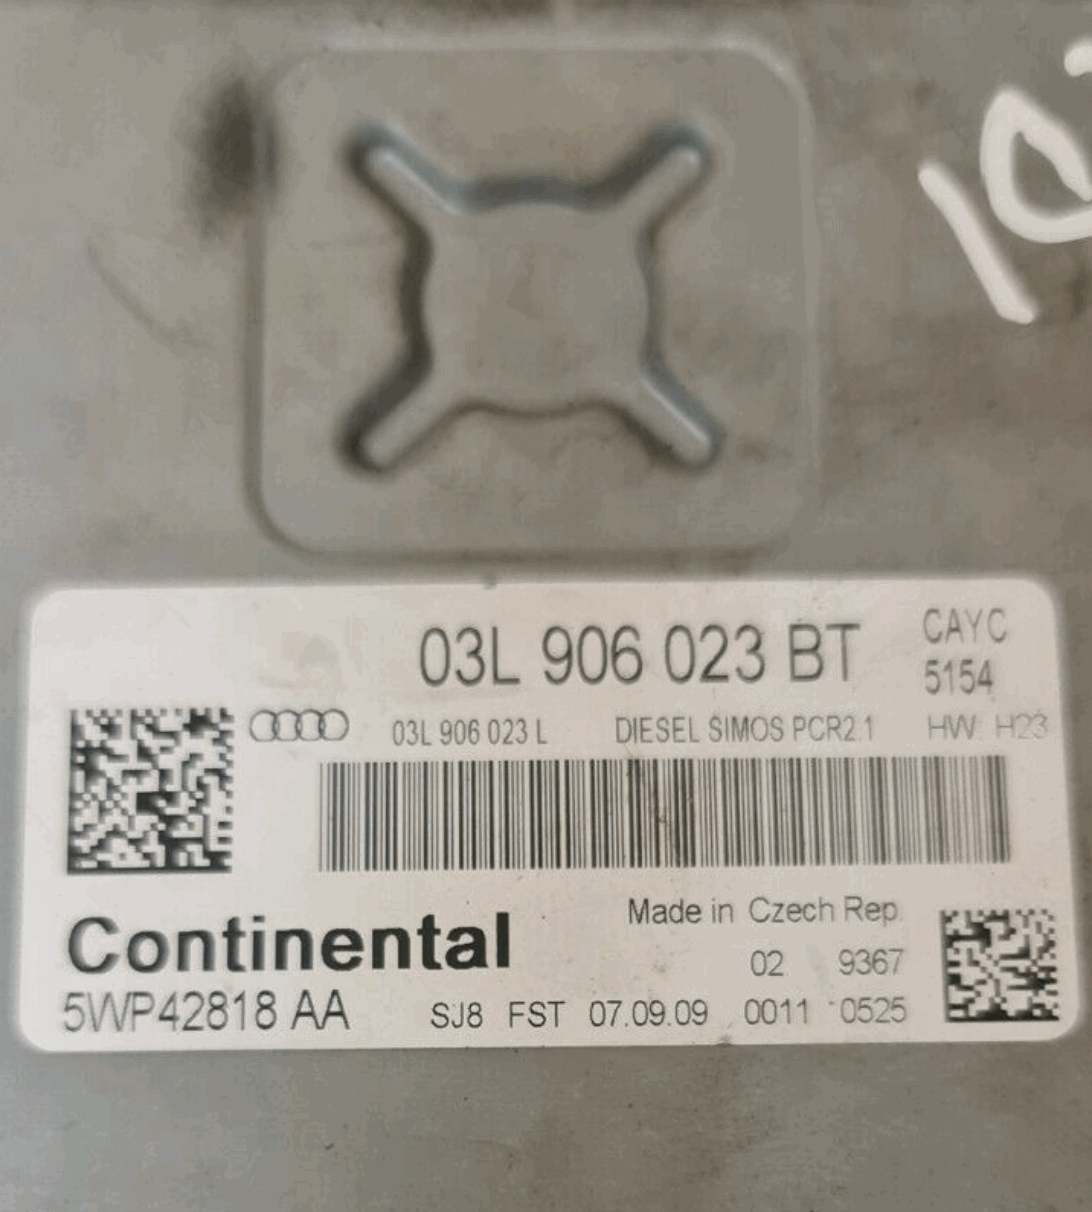 10
03L 906 023 BT
CAYC
5154
03L 906 023 L DIESEL SIMOS PCR2.1 HW: H23
Continental
Made in Czech Rep.
02 9367
5WP42818 AA SJ8 FST 07.09.09 0011 0525